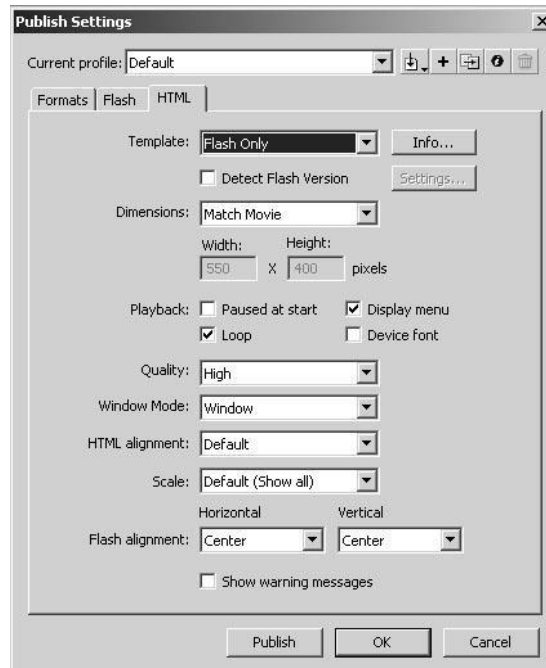 Publish Settings
Current profile: Default
Formats Flash HTML
Template: Flash Only Info...
Detect Flash Version Settings...
Dimensions: Match Movie
Width: Height:
550 X 400 pixels
Playback: Paused at start Display menu
Loop Device font
Quality: High
Window Mode: Window
HTML alignment: Default
Scale: Default (Show all)
Horizontal Vertical
Flash alignment: Center Center
Show warning messages
Publish OK Cancel